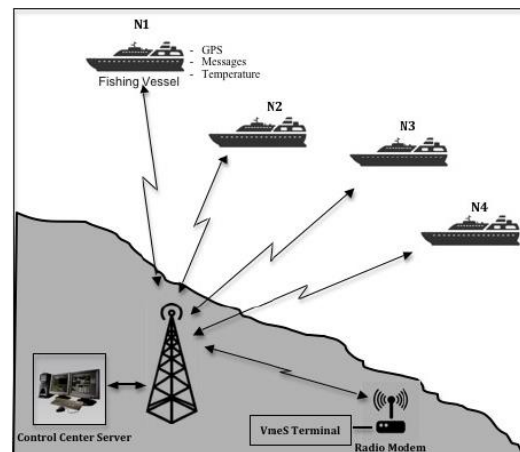 N1
- GPS
- Messages
- Temperature
Fishing Vessel
N2
N3
N4
Control Center Server
VmeS Terminal
Radio Modem